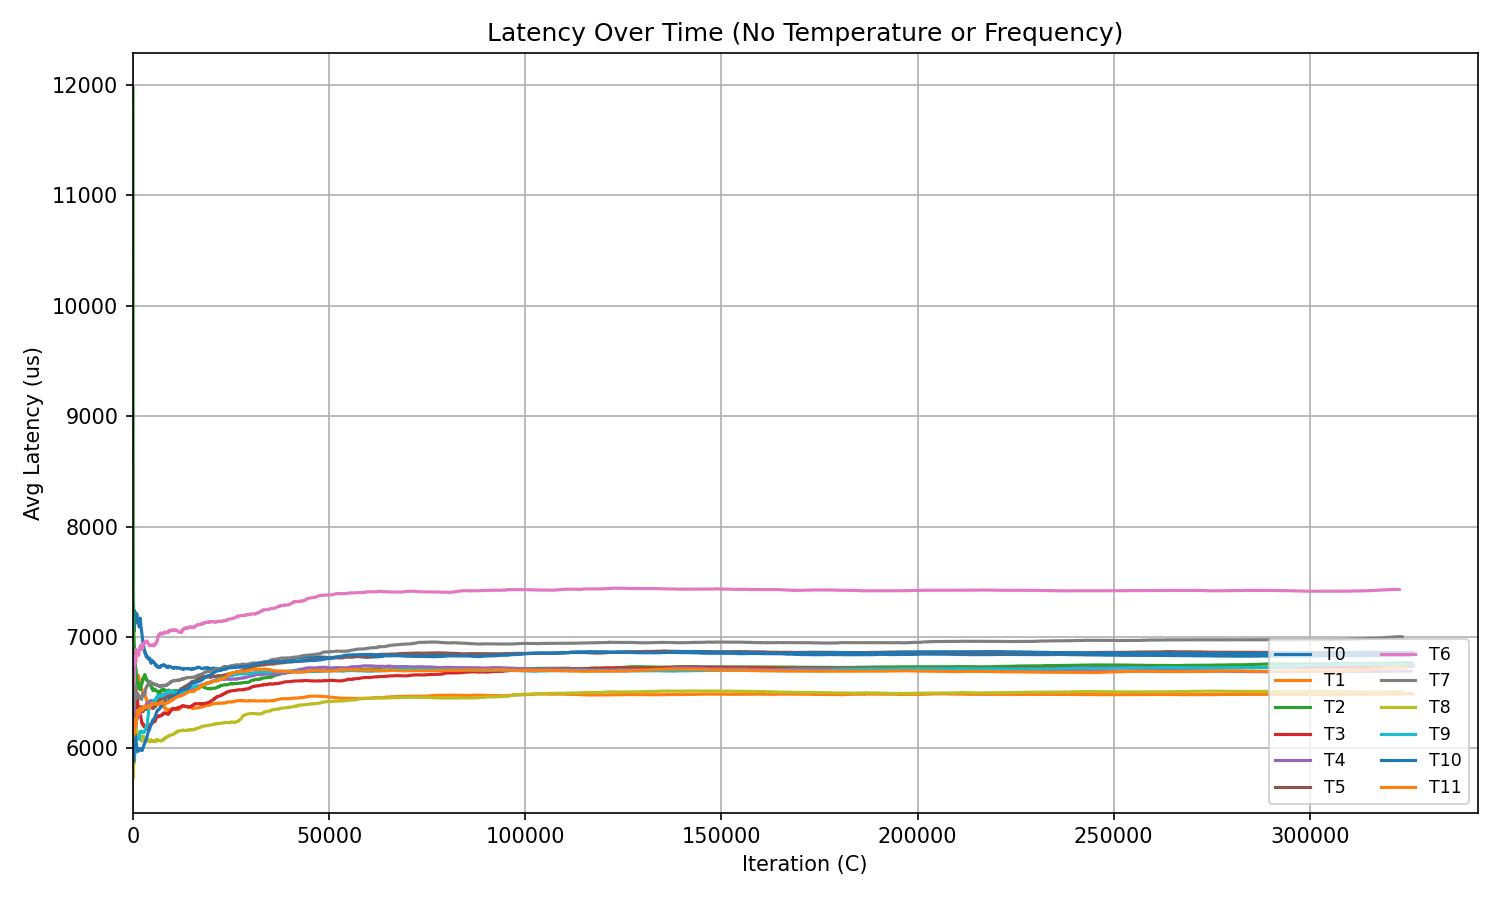 Latency Over Time (No Temperature or Frequency)
12000
11000
10000
9000
8000
7000
6000
Avg Latency (us)
0 50000 100000 150000 200000 250000 300000
Iteration (C)
T0 T6
T1 T7
T2 T8
T3 T9
T4 T10
T5 T11